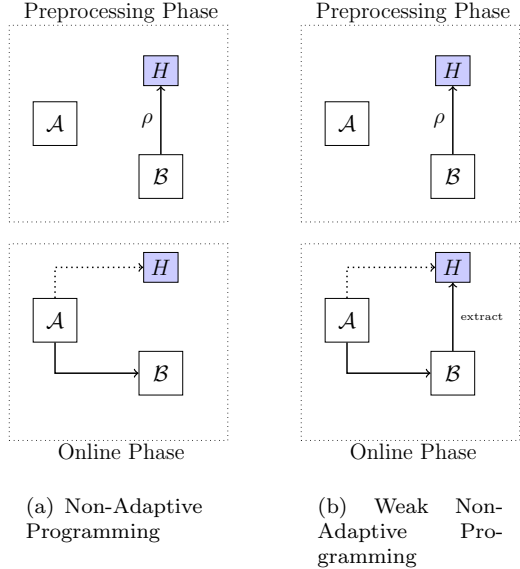 Preprocessing Phase
H
𝒜
ρ
ℬ
H
𝒜
ℬ
Online Phase
(a) Non-Adaptive
Programming
Preprocessing Phase
H
𝒜
ρ
ℬ
H
extract
𝒜
ℬ
Online Phase
(b) Weak Non-
Adaptive Pro-
gramming